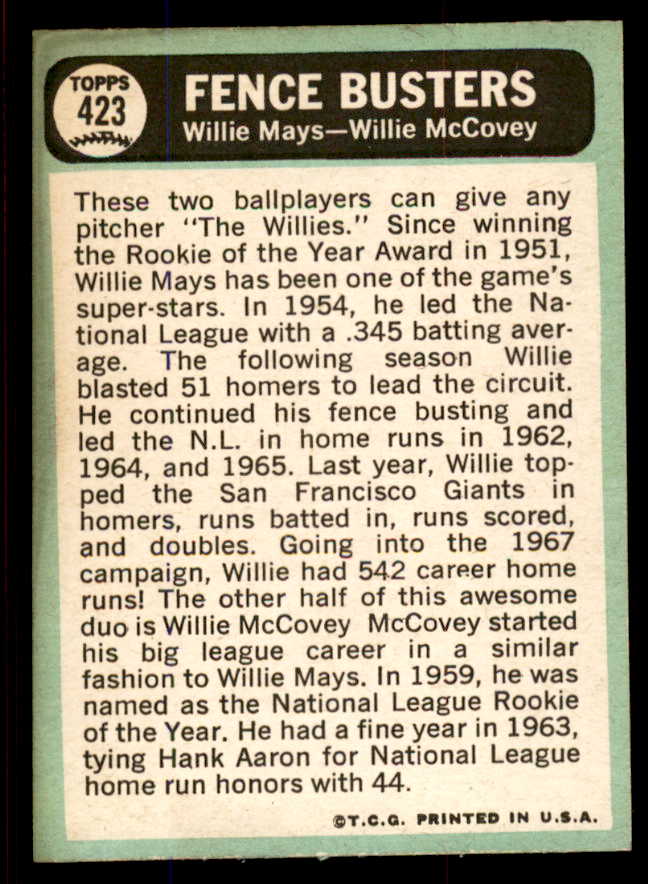 TOPPS
423
FENCE BUSTERS
Willie Mays—Willie McCovey
These two ballplayers can give any
pitcher "The Willies." Since winning
the Rookie of the Year Award in 1951,
Willie Mays has been one of the game's
super-stars. In 1954, he led the Na-
tional League with a .345 batting aver-
age. The following season Willie
blasted 51 homers to lead the circuit.
He continued his fence busting and
led the N.L. in home runs in 1962,
1964, and 1965. Last year, Willie top-
ped the San Francisco Giants in
homers, runs batted in, runs scored,
and doubles. Going into the 1967
campaign, Willie had 542 career home
runs! The other half of this awesome
duo is Willie McCovey McCovey started
his big league career in a similar
fashion to Willie Mays. In 1959, he was
named as the National League Rookie
of the Year. He had a fine year in 1963,
tying Hank Aaron for National League
home run honors with 44.
©T.C.G. PRINTED IN U.S.A.